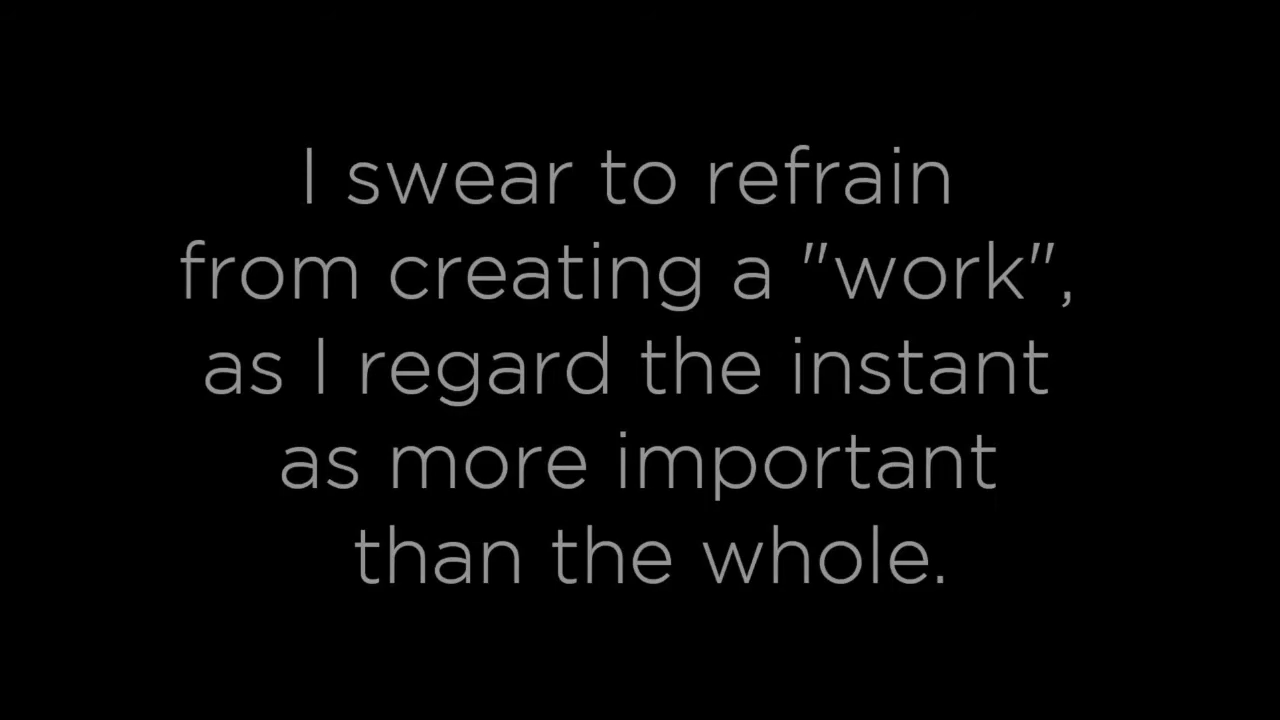 I swear to refrain
from creating a "work",
as I regard the instant
as more important
than the whole.